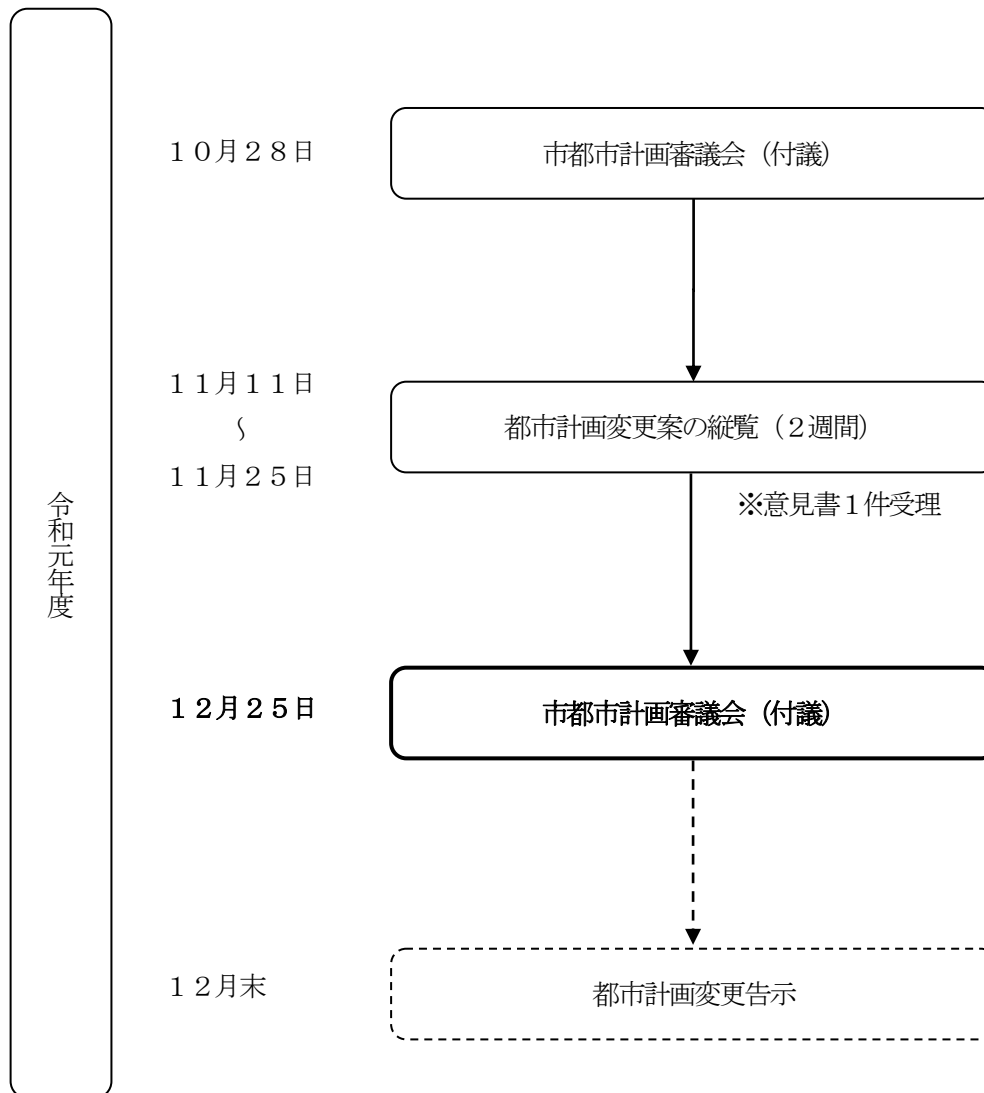 令和元年度
１０月２８日
市都市計画審議会（付議）
１１月１１日
～
１１月２５日
都市計画変更案の縦覧（２週間）
※意見書１件受理
１２月２５日
市都市計画審議会（付議）
１２月末
都市計画変更告示